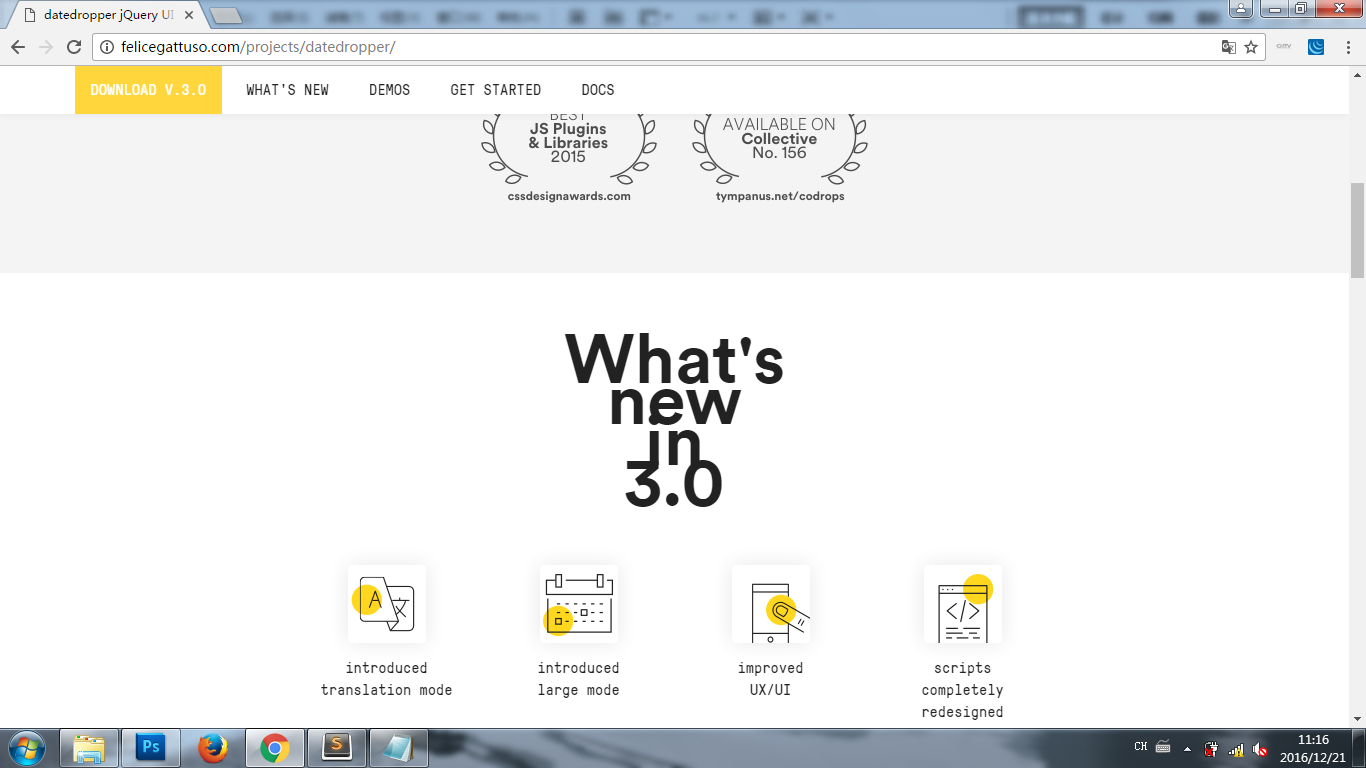 datedropper jQuery UI
felicegattuso.com/projects/datedropper/
DOWNLOAD V.3.0
WHAT'S NEW
DEMOS
GET STARTED
DOCS
BEST
JS Plugins
& Libraries
2015
cssdesignawards.com
AVAILABLE ON
Collective
No. 156
tympanus.net/codrops
What's
new
in
3.0
A
文
introduced
translation mode
introduced
large mode
improved
UX/UI
</>
scripts
completely
redesigned
Ps
S
CH
11:16
2016/12/21